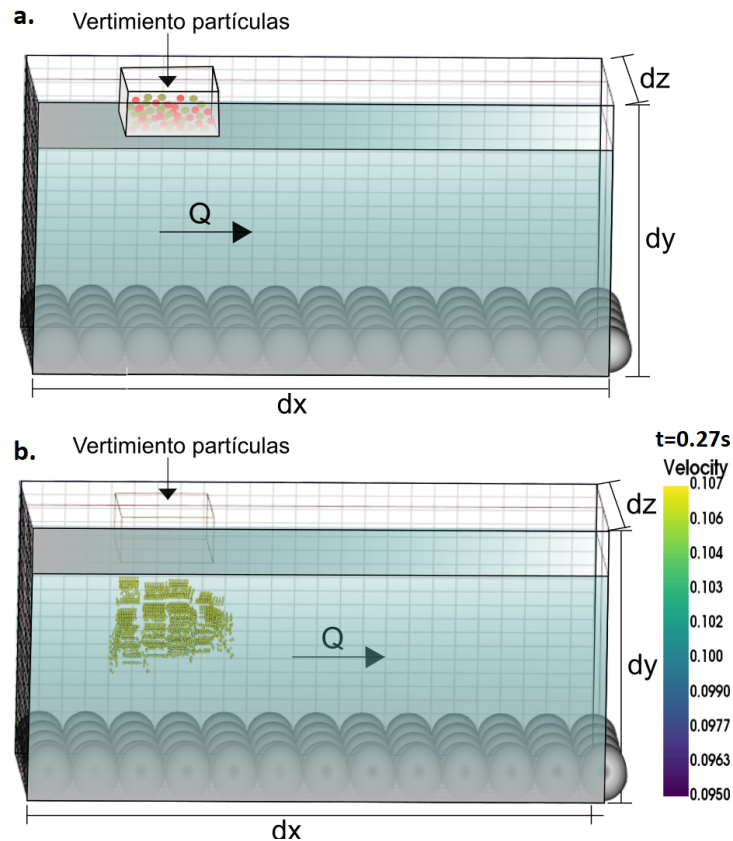 a.
Vertimiento partículas
dz
Q
dy
dx
b.
Vertimiento partículas
t=0.27s
Velocity
0.107
0.106
0.104
0.103
0.102
0.100
0.0990
0.0977
0.0963
0.0950
dz
Q
dy
dx